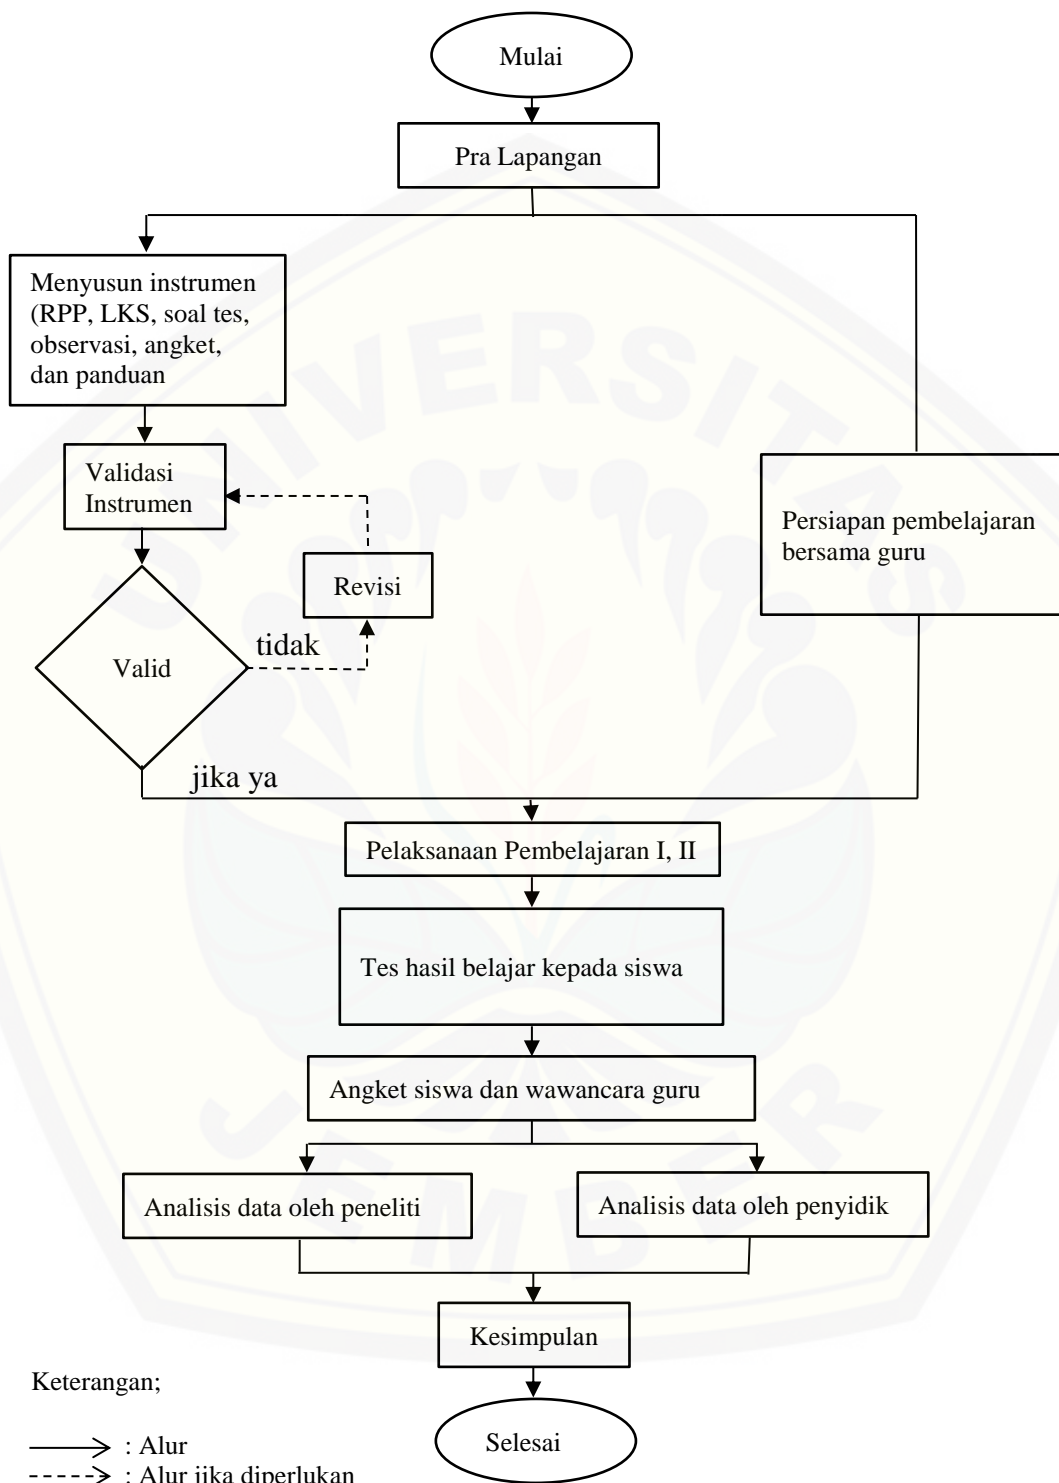 Mulai
Pra Lapangan
Menyusun instrumen
(RPP, LKS, soal tes,
observasi, angket,
dan panduan
Validasi
Instrumen
Persiapan pembelajaran
bersama guru
Revisi
tidak
Valid
jika ya
Pelaksanaan Pembelajaran I, II
Tes hasil belajar kepada siswa
Angket siswa dan wawancara guru
Analisis data oleh peneliti
Analisis data oleh penyidik
Kesimpulan
Keterangan;
Selesai
: Alur
: Alur jika diperlukan
UNIVERSITAS
JEMBER